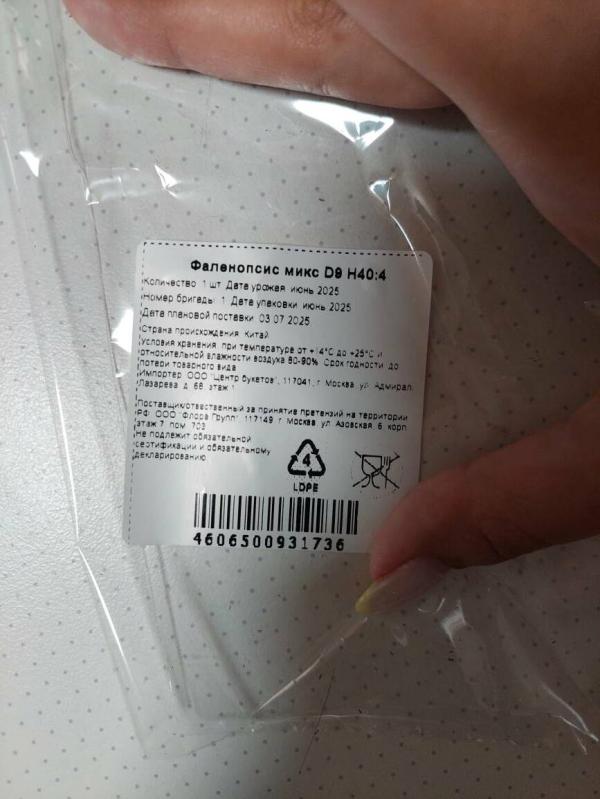 Фаленопсис микс D9 H40:4
Количество 1 шт Дата урожая июнь 2025
Номер бригады 1 Дата упаковки июнь 2025
Дата плановой поставки 03 07 2025
Страна происхождения Китай
Условия хранения при температуре от +14°С до +25°С и
относительной влажности воздуха 80-90% Срок годности до
потери товарного вида
Импортер ООО "Центр букетов", 117041, г Москва, ул Адмирала
Лазарева д 68 этаж 1
Поставщик/ответственный за принятие претензий на территории
РФ ООО "Флора Групп" 117149 г Москва ул Азовская 6 корп
этаж 7 пом 703
Не подлежит обязательной
сертификации и обязательному
декларированию
4
LDPE
4606500931736